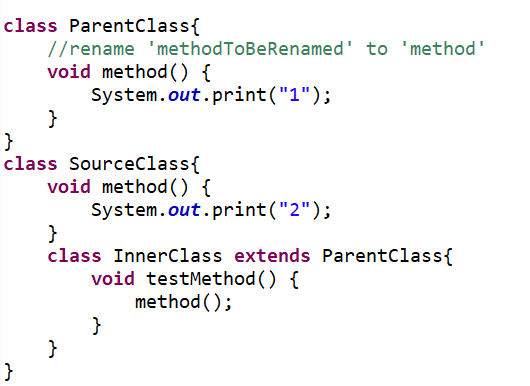 class ParentClass{
    //rename 'methodToBeRenamed' to 'method'
    void method() {
        System.out.print("1");
    }
}
class SourceClass{
    void method() {
        System.out.print("2");
    }
    class InnerClass extends ParentClass{
        void testMethod() {
            method();
        }
    }
}